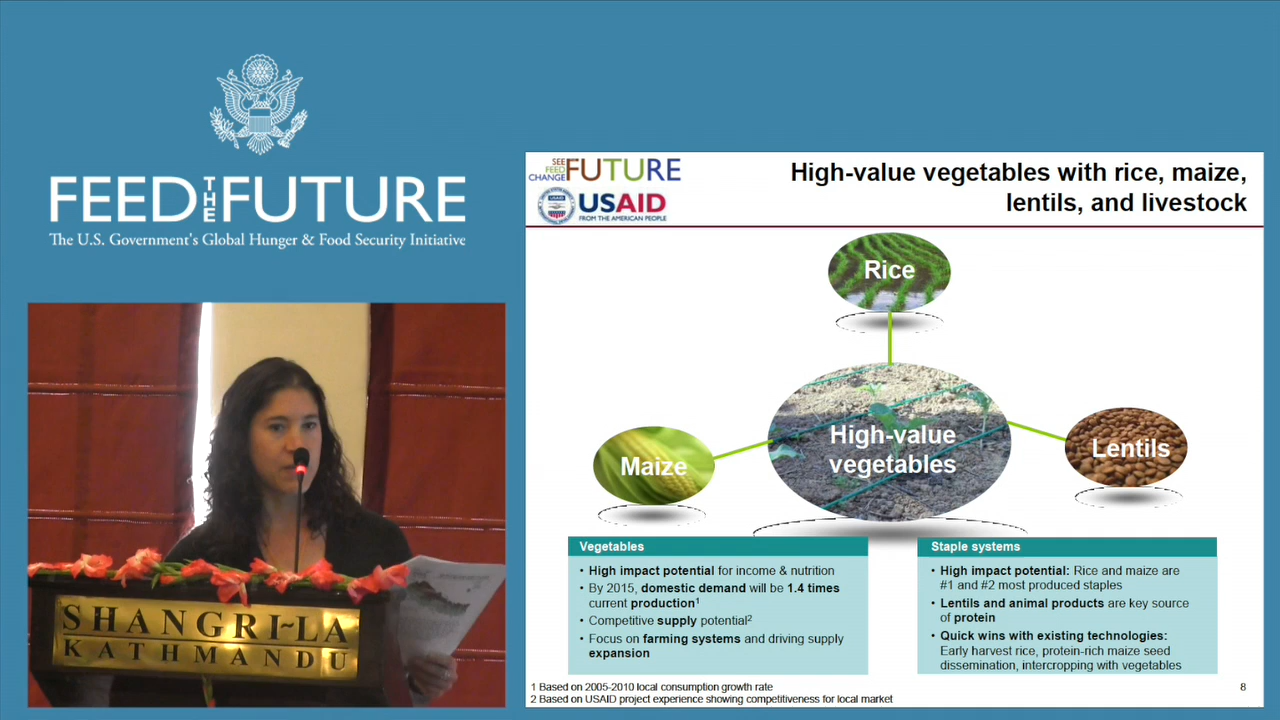 FEED THE FUTURE
The U.S. Government's Global Hunger & Food Security Initiative
SHANGRI~LA
KATHMANDU
SEE FEED CHANGE FUTURE
USAID
FROM THE AMERICAN PEOPLE
High-value vegetables with rice, maize,
lentils, and livestock
Rice
High-value
vegetables
Maize
Lentils
Vegetables
• High impact potential for income & nutrition
• By 2015, domestic demand will be 1.4 times
current production1
• Competitive supply potential2
• Focus on farming systems and driving supply
expansion
Staple systems
• High impact potential: Rice and maize are
#1 and #2 most produced staples
• Lentils and animal products are key source
of protein
• Quick wins with existing technologies:
Early harvest rice, protein-rich maize seed
dissemination, intercropping with vegetables
1 Based on 2005-2010 local consumption growth rate
2 Based on USAID project experience showing competitiveness for local market
8